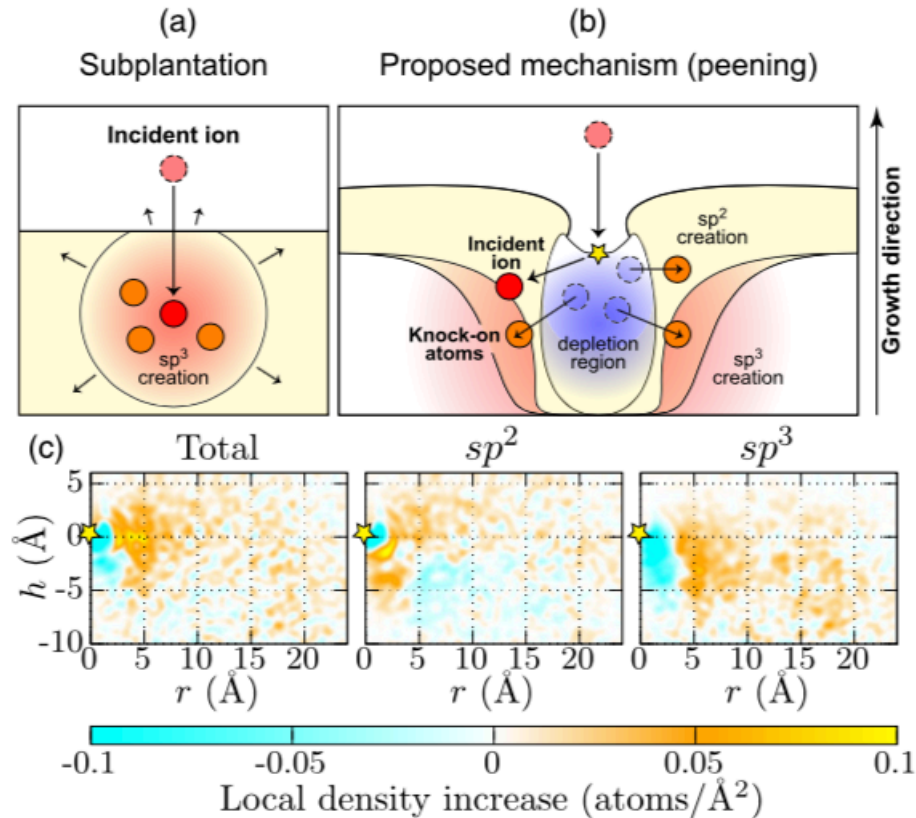 (a)
Subplantation
Incident ion
sp³
creation
(b)
Proposed mechanism (peening)
Incident
ion
Knock-on
atoms
depletion
region
sp²
creation
sp³
creation
Growth direction
(c)
Total
sp²
sp³
h (Å)
5
0
-5
-10
0 5 10 15 20
r (Å)
0 5 10 15 20
r (Å)
0 5 10 15 20
r (Å)
-0.1 -0.05 0 0.05 0.1
Local density increase (atoms/Å²)